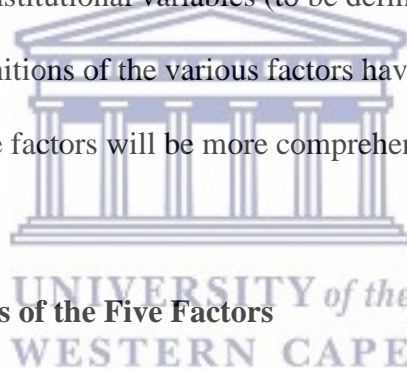 stitutional variables (to be defin
nitions of the various factors hav
e factors will be more comprehen
UNIVERSITY of the
s of the Five Factors
WESTERN CAPE